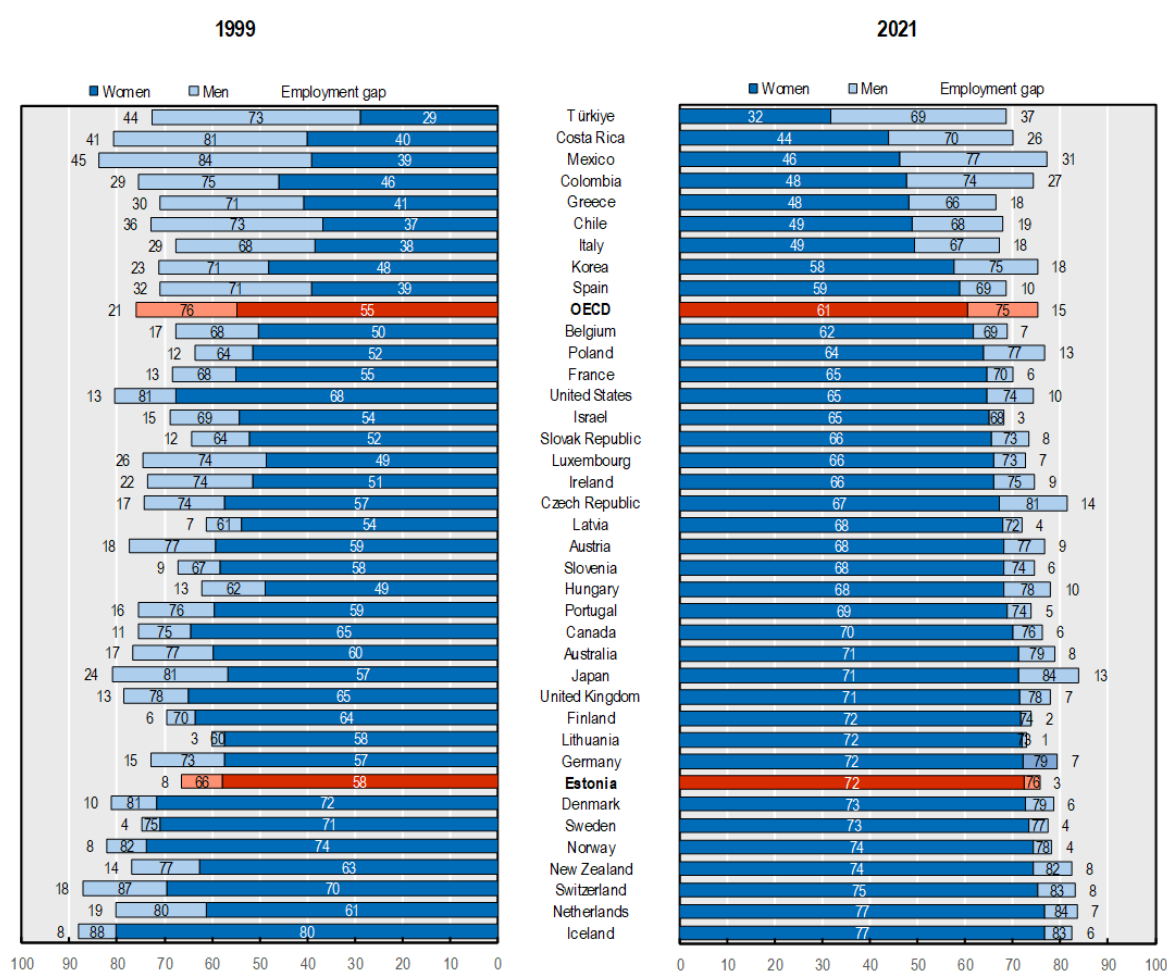 1999 2021
Women Men Employment gap Women Men Employment gap
44 73 29 Türkiye 32 69 37
41 81 40 Costa Rica 44 70 26
45 84 39 Mexico 46 77 31
29 75 46 Colombia 48 74 27
30 71 41 Greece 48 66 18
36 73 37 Chile 49 68 19
29 68 38 Italy 49 67 18
23 71 48 Korea 58 75 18
32 71 39 Spain 59 69 10
21 76 55 OECD 61 75 15
17 68 50 Belgium 62 69 7
12 64 52 Poland 64 77 13
13 68 55 France 65 70 6
13 81 68 United States 65 74 10
15 69 54 Israel 65 68 3
12 64 52 Slovak Republic 66 73 8
26 74 49 Luxembourg 66 73 7
22 74 51 Ireland 66 75 9
17 74 57 Czech Republic 67 81 14
7 61 54 Latvia 68 72 4
18 77 59 Austria 68 77 9
9 67 58 Slovenia 68 74 6
13 62 49 Hungary 68 78 10
16 76 59 Portugal 69 74 5
11 75 65 Canada 70 76 6
17 77 60 Australia 71 79 8
24 81 57 Japan 71 84 13
13 78 65 United Kingdom 71 78 7
6 70 64 Finland 72 74 2
3 60 58 Lithuania 72 73 1
15 73 57 Germany 72 79 7
8 66 58 Estonia 72 76 3
10 81 72 Denmark 73 79 6
4 75 71 Sweden 73 77 4
8 82 74 Norway 74 78 4
14 77 63 New Zealand 74 82 8
18 87 70 Switzerland 75 83 8
19 80 61 Netherlands 77 84 7
8 88 80 Iceland 77 83 6
100 90 80 70 60 50 40 30 20 10 0 0 10 20 30 40 50 60 70 80 90 100